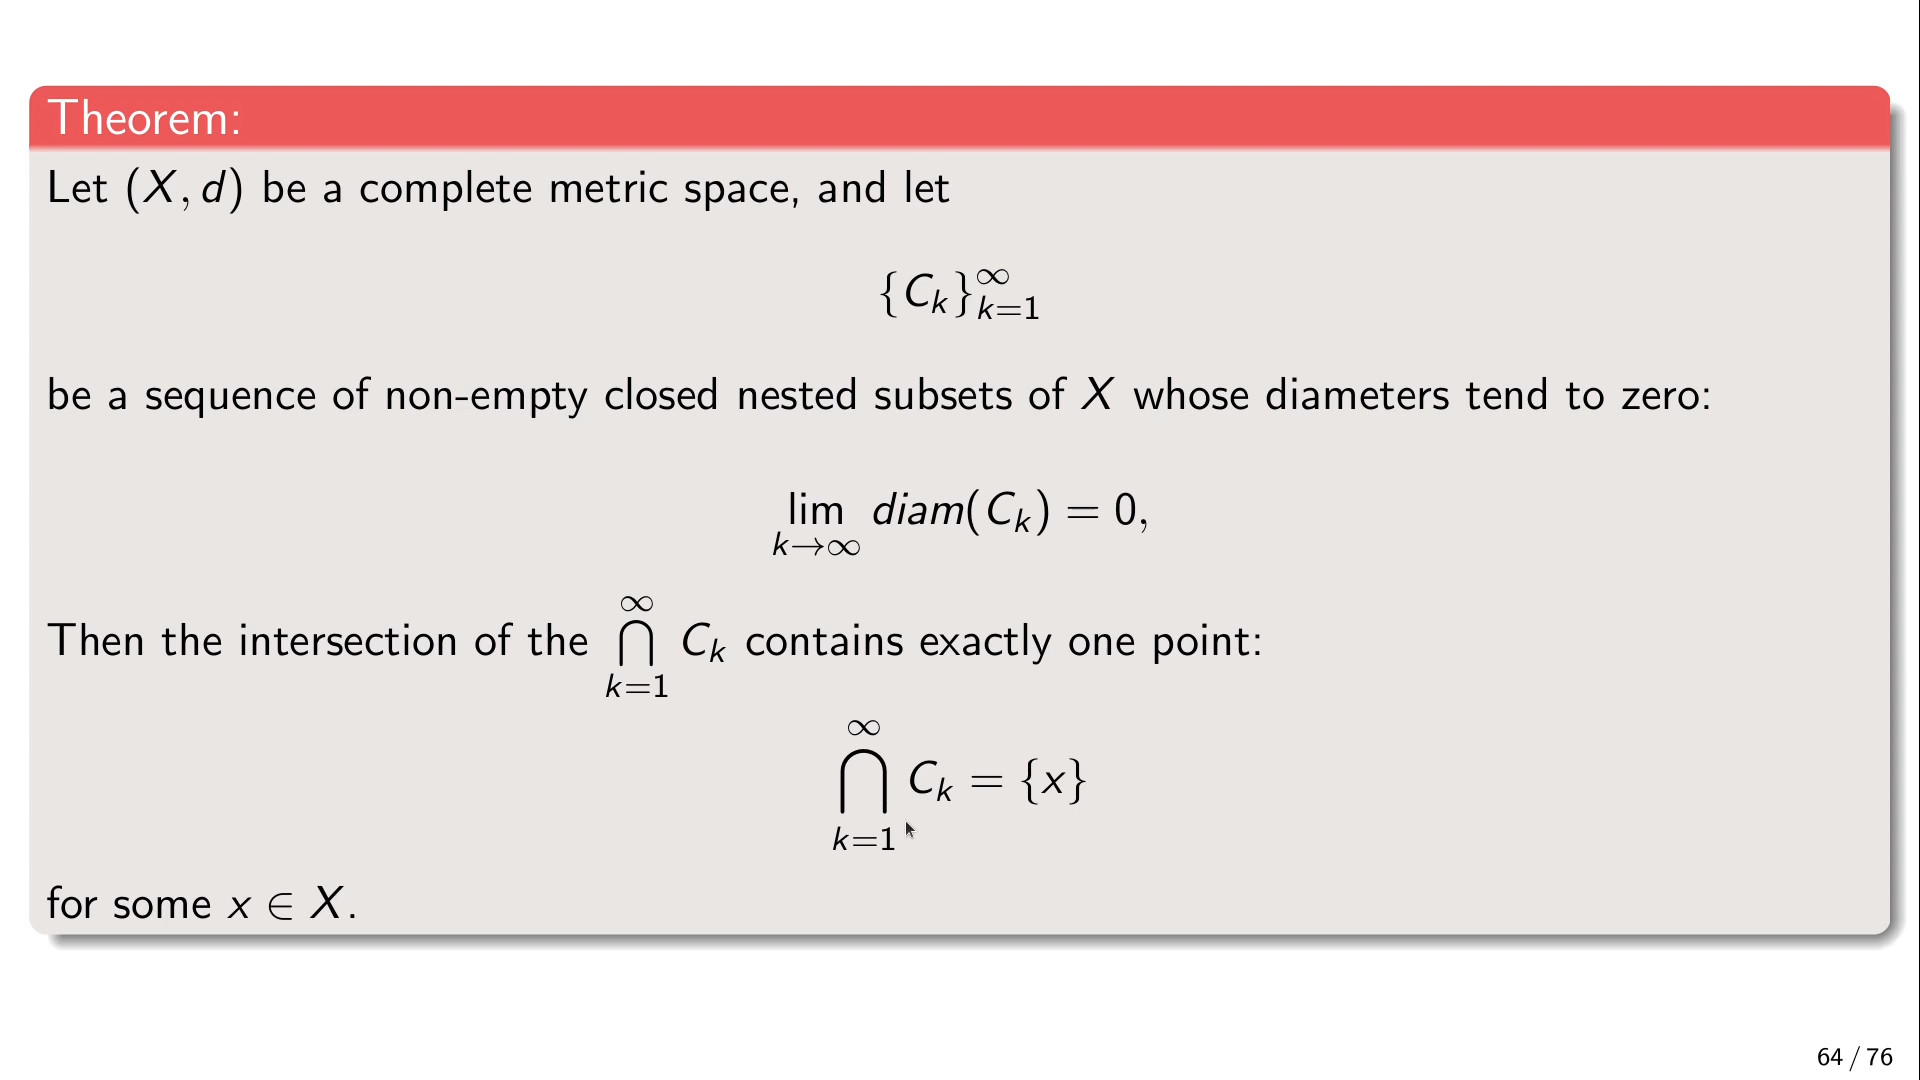 Theorem:
Let (X, d) be a complete metric space, and let
{C_k}_{k=1}^∞
be a sequence of non-empty closed nested subsets of X whose diameters tend to zero:
lim_{k→∞} diam(C_k) = 0,
Then the intersection of the ⋂_{k=1}^∞ C_k contains exactly one point:
⋂_{k=1}^∞ C_k = {x}
for some x ∈ X.
64 / 76